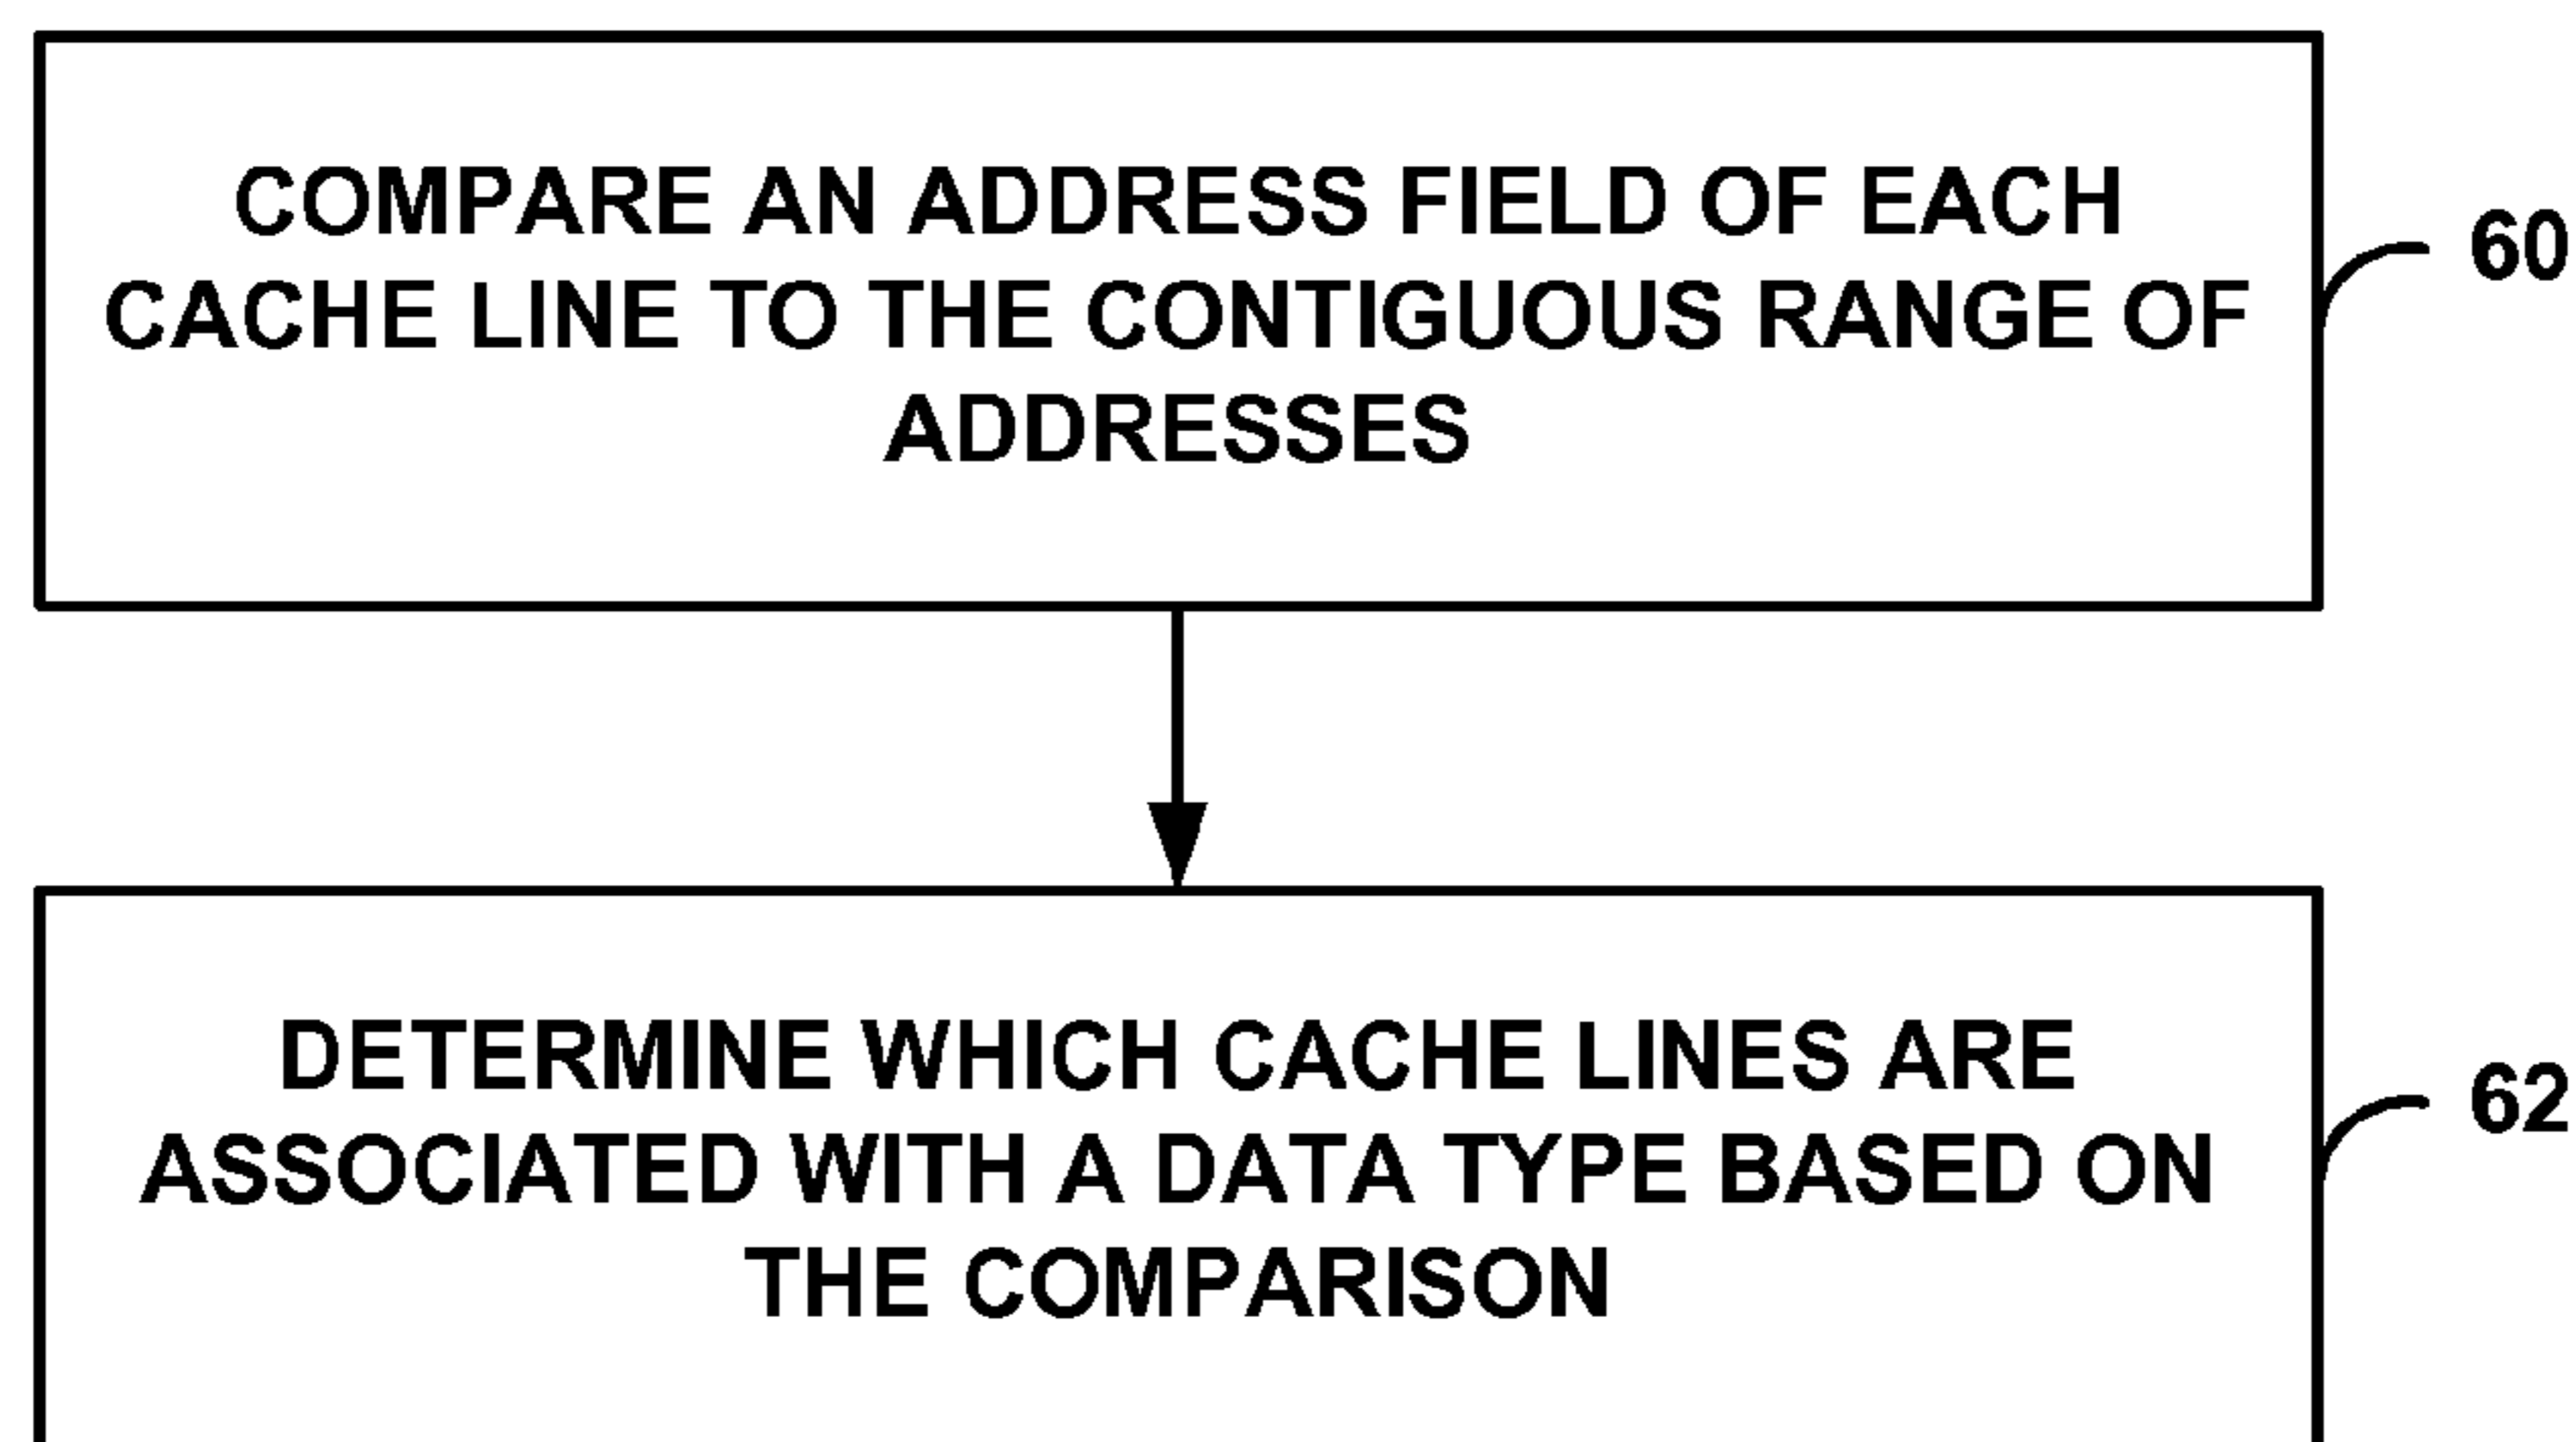 COMPARE AN ADDRESS FIELD OF EACH
CACHE LINE TO THE CONTIGUOUS RANGE OF
ADDRESSES
60
DETERMINE WHICH CACHE LINES ARE
ASSOCIATED WITH A DATA TYPE BASED ON
THE COMPARISON
62